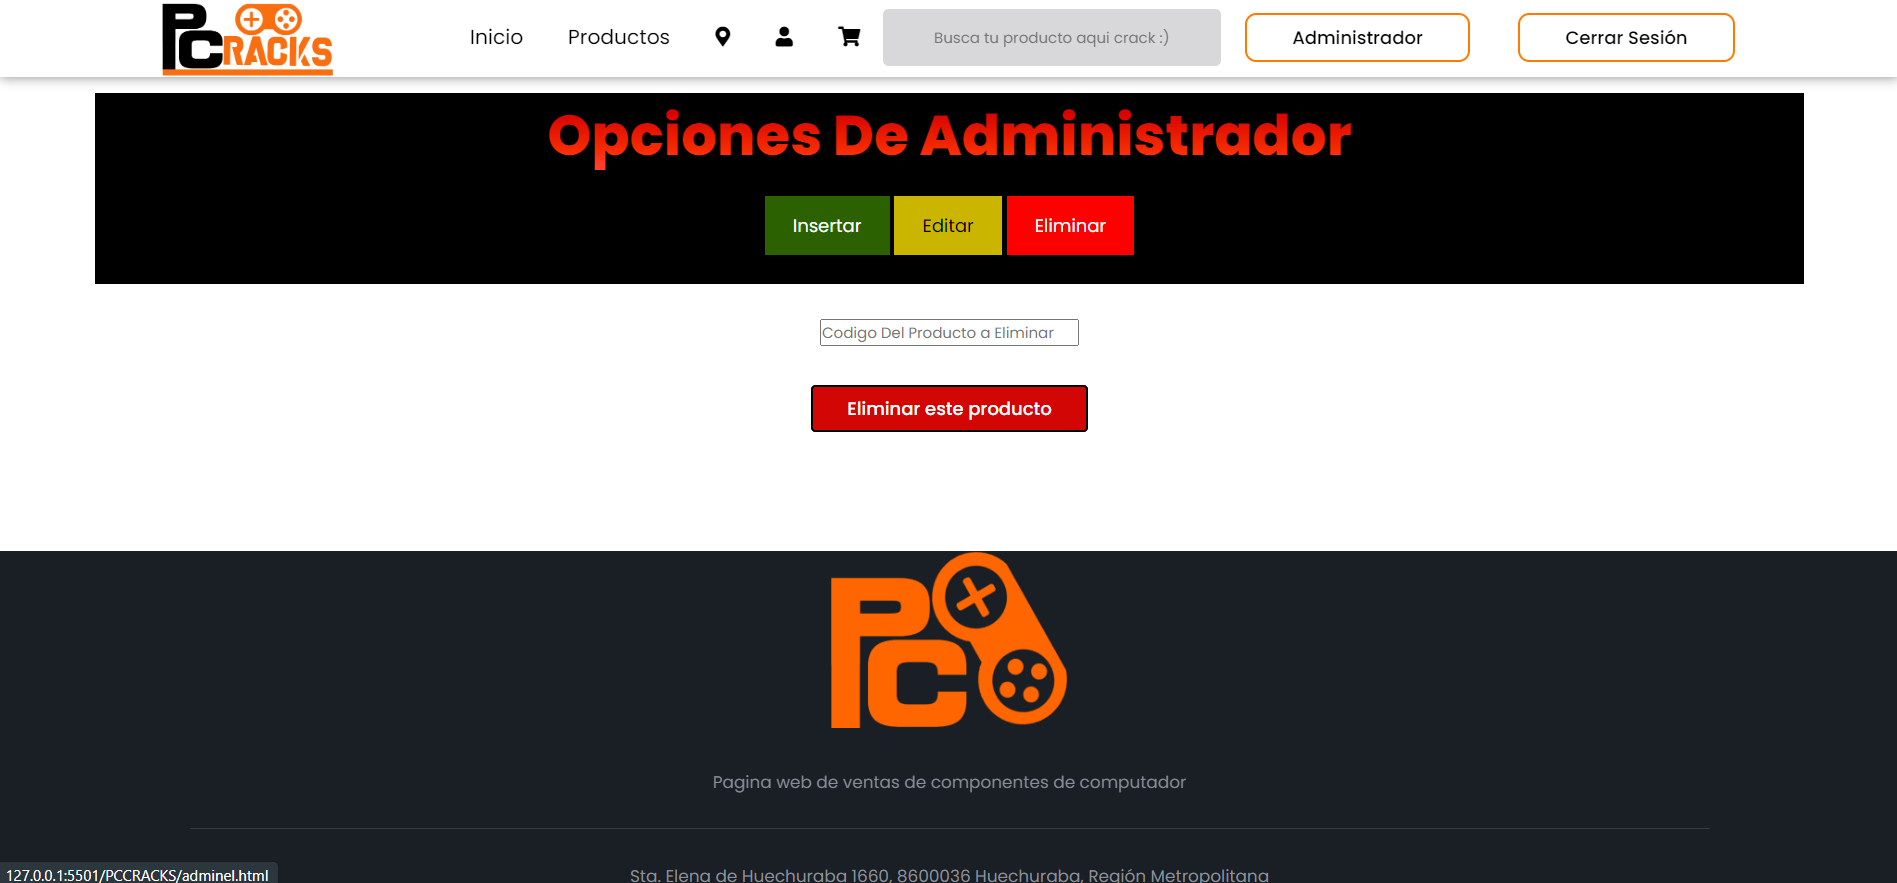 PCRACKS
Inicio Productos Busca tu producto aqui crack :) Administrador Cerrar Sesión
Opciones De Administrador
Insertar Editar Eliminar
Codigo Del Producto a Eliminar
Eliminar este producto
PC
Pagina web de ventas de componentes de computador
Sta. Elena de Huechuraba 1660, 8600036 Huechuraba, Región Metropolitana
127.0.0.1:5501/PCCRACKS/adminel.html